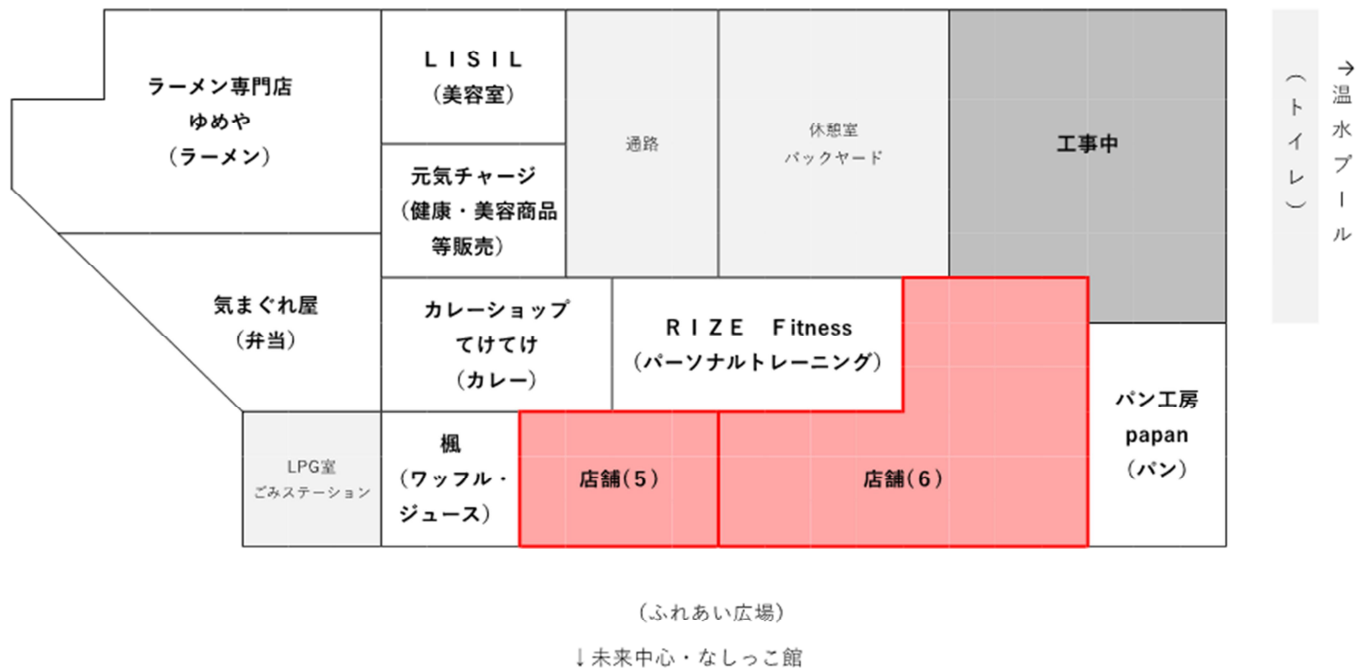 ラーメン専門店
ゆめや
（ラーメン）
ＬＩＳＩＬ
（美容室）
元気チャージ
（健康・美容商品
等販売）
通路
休憩室
バックヤード
工事中
（トイレ）
→温水プール
気まぐれ屋
（弁当）
カレーショップ
てけてけ
（カレー）
ＲＩＺＥ　Ｆitness
（パーソナルトレーニング）
パン工房
papan
（パン）
LPG室
ごみステーション
楓
（ワッフル・
ジュース）
店舗(５)
店舗(６)
（ふれあい広場）
↓未来中心・なしっこ館